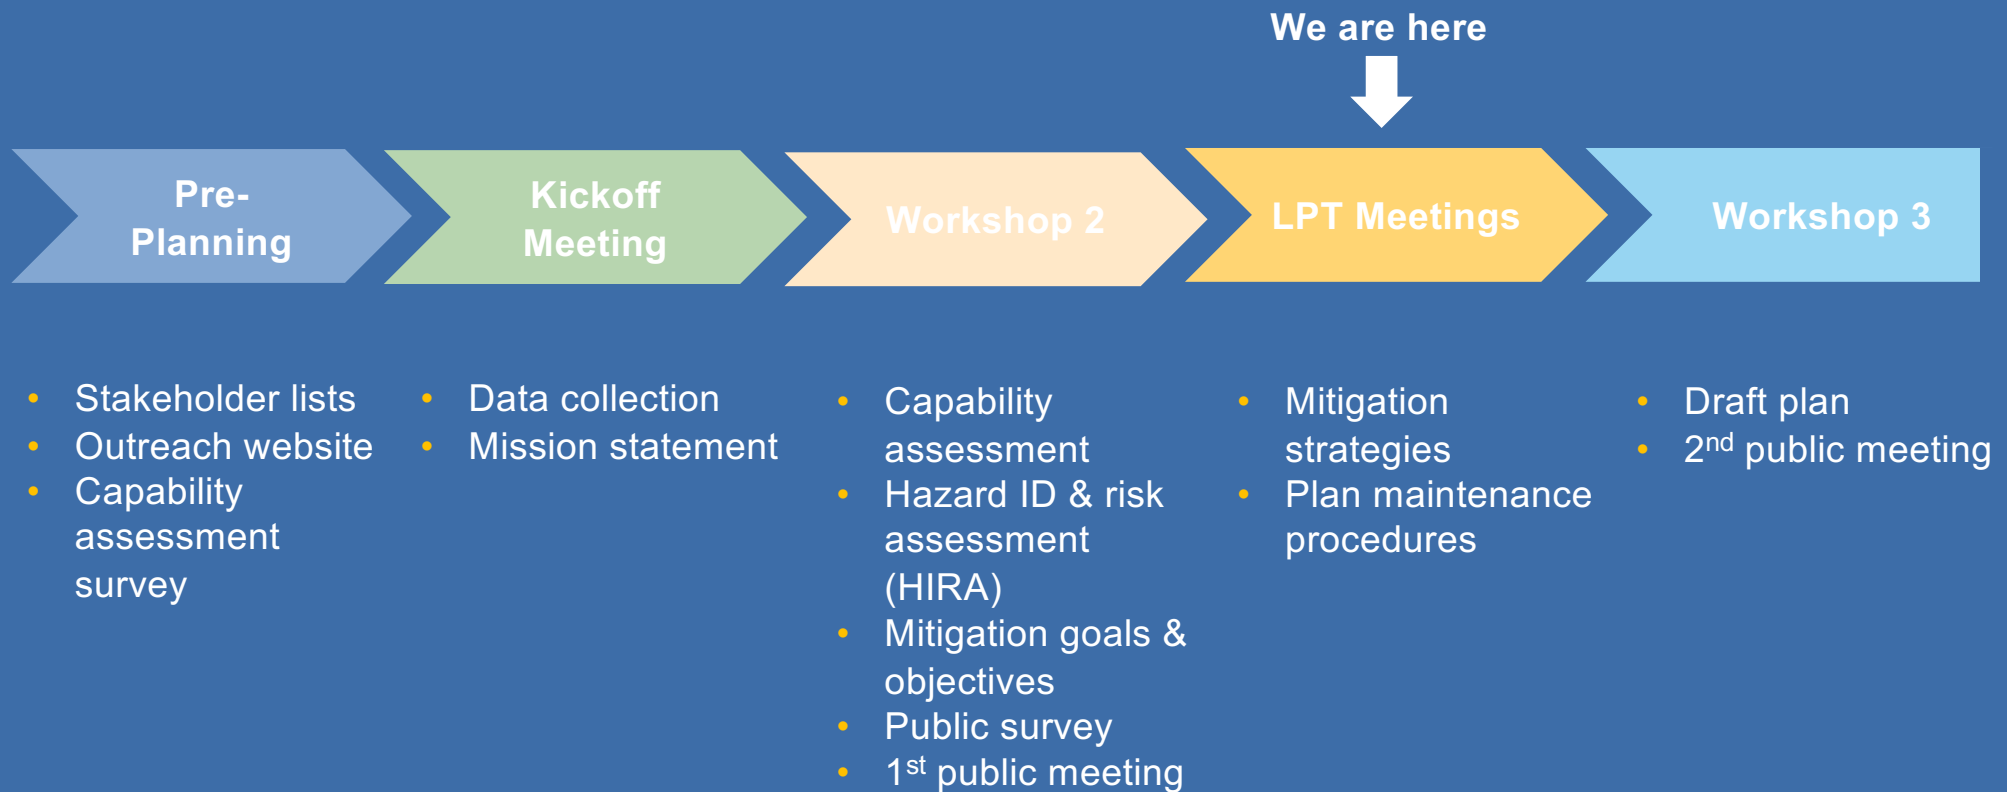 We are here
Pre-
Planning
Kickoff
Meeting
Workshop 2
LPT Meetings
Workshop 3
• Stakeholder lists
• Outreach website
• Capability
assessment
survey
• Data collection
• Mission statement
• Capability
assessment
• Hazard ID & risk
assessment
(HIRA)
• Mitigation goals &
objectives
• Public survey
• 1st public meeting
• Mitigation
strategies
• Plan maintenance
procedures
• Draft plan
• 2nd public meeting